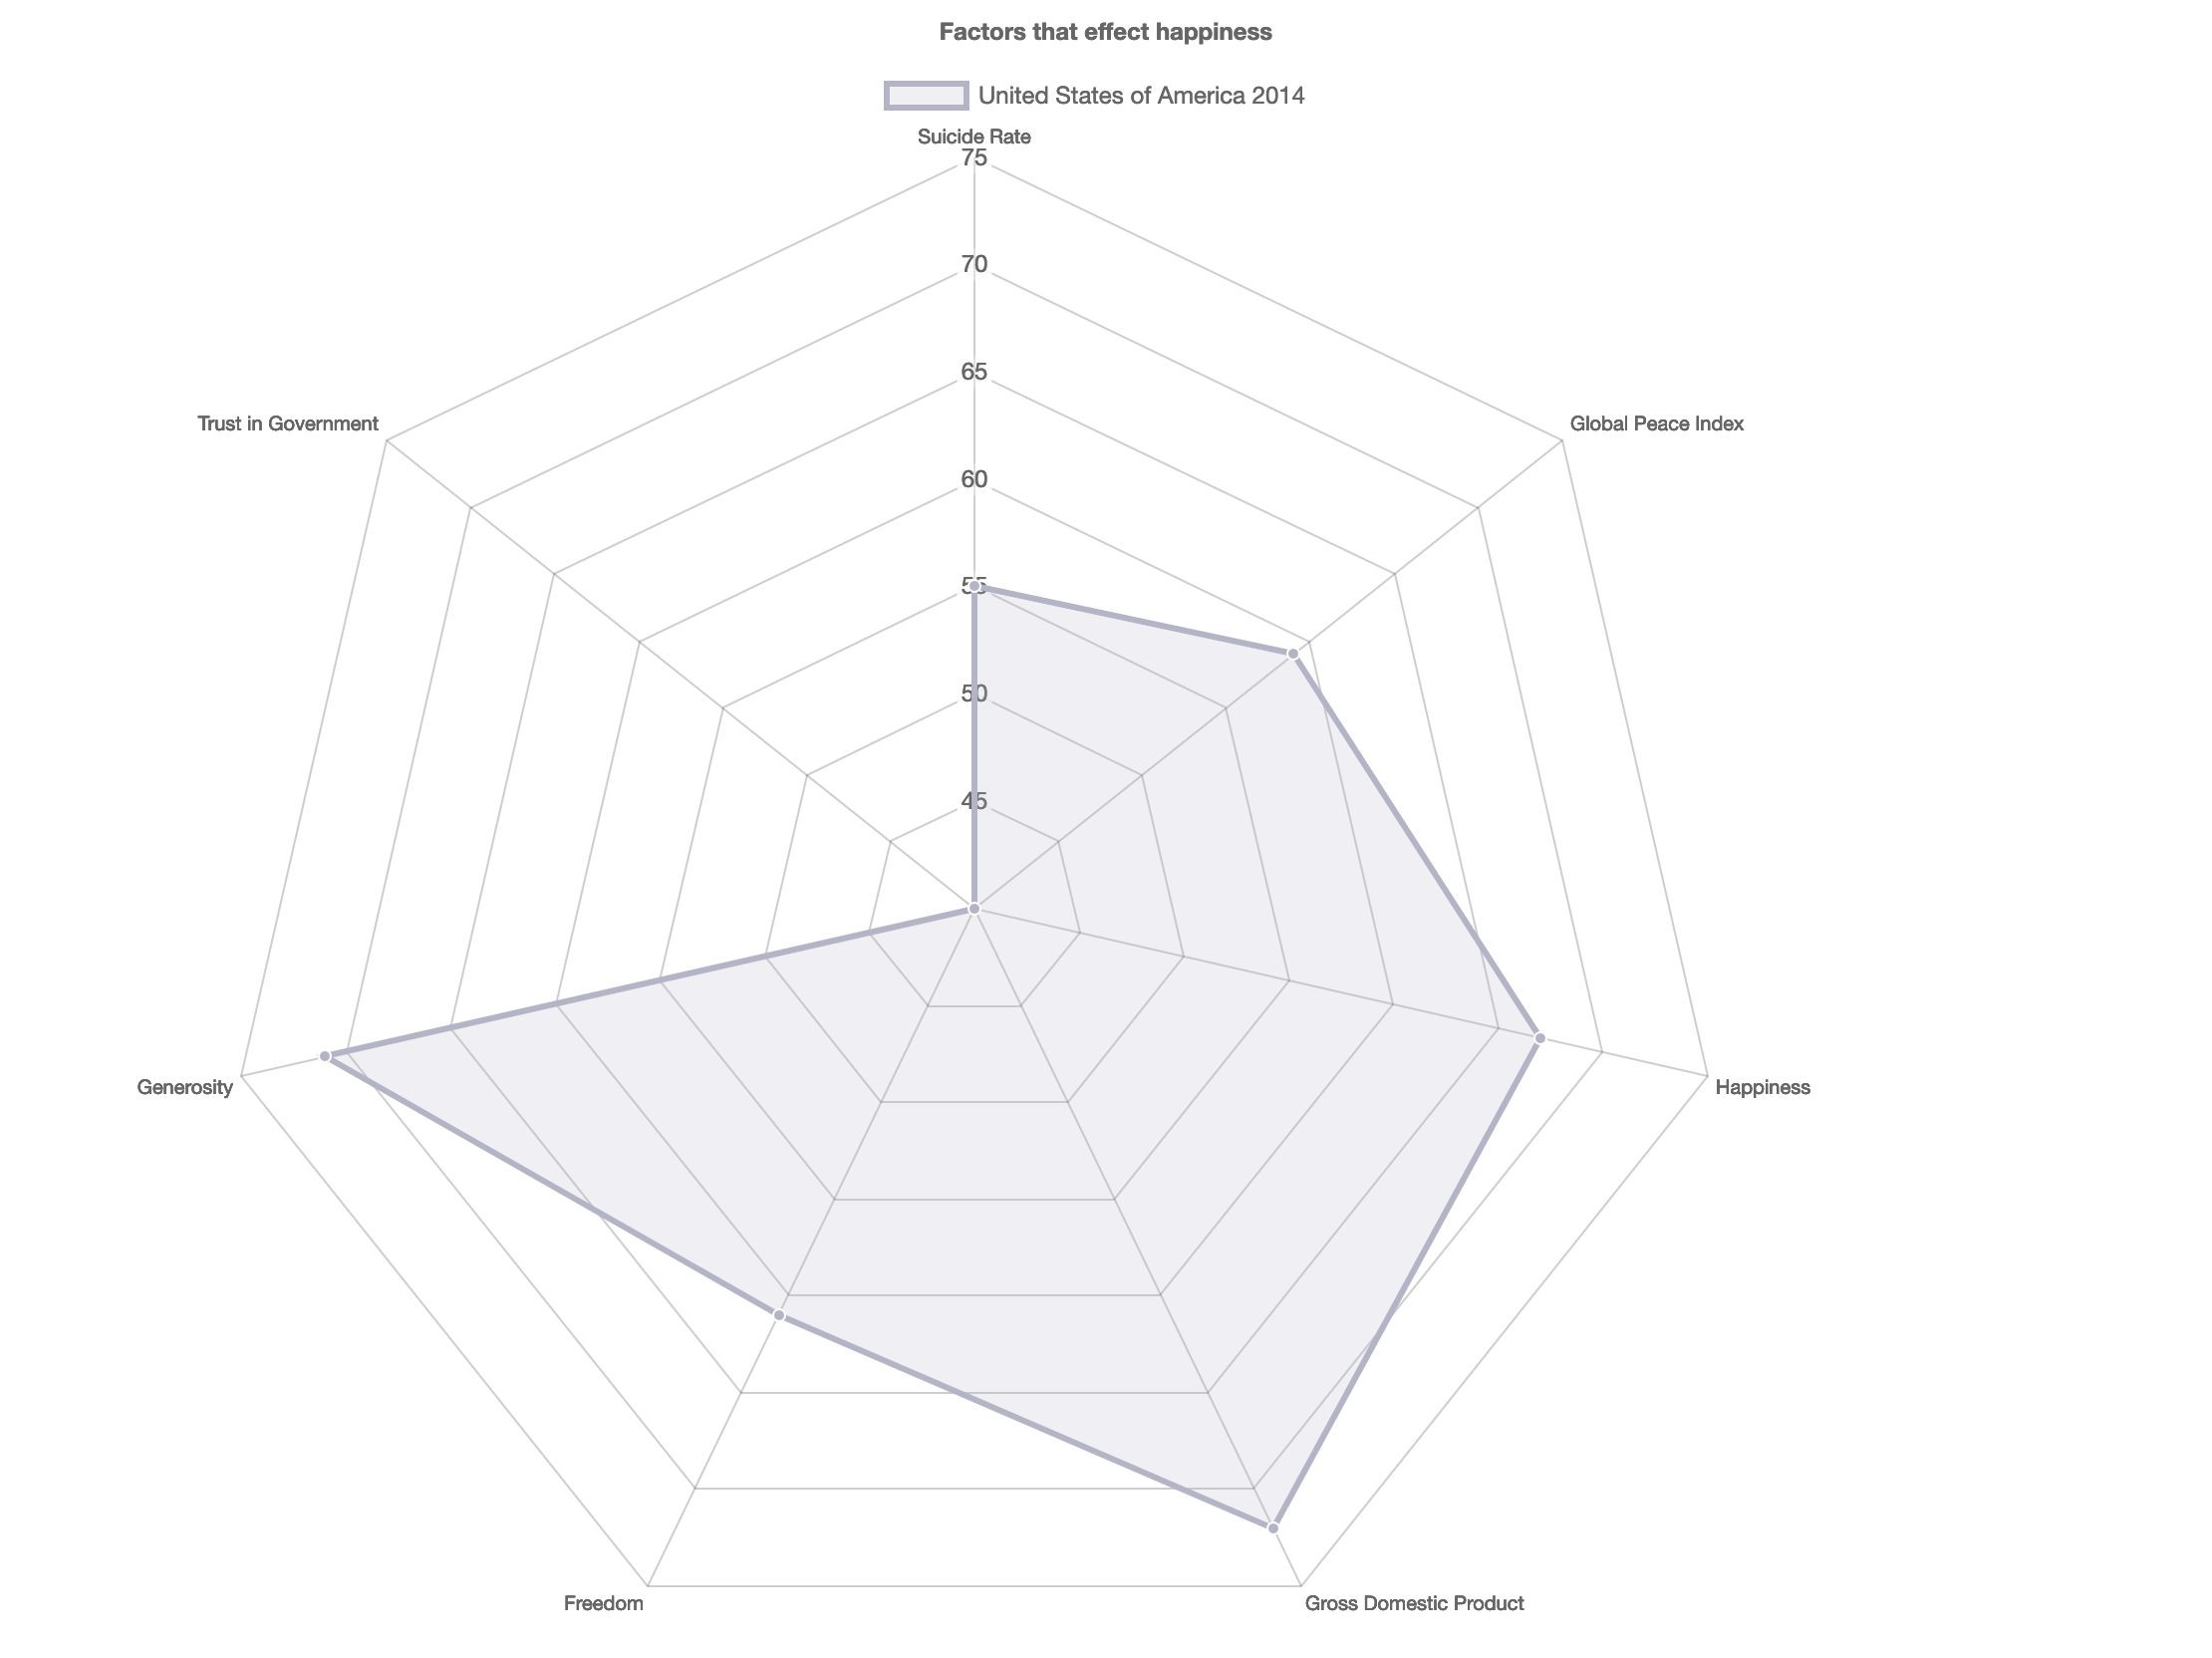 Factors that effect happiness
United States of America 2014
Suicide Rate
75
70
65
60
55
50
45
Trust in Government
Global Peace Index
Generosity
Happiness
Freedom
Gross Domestic Product